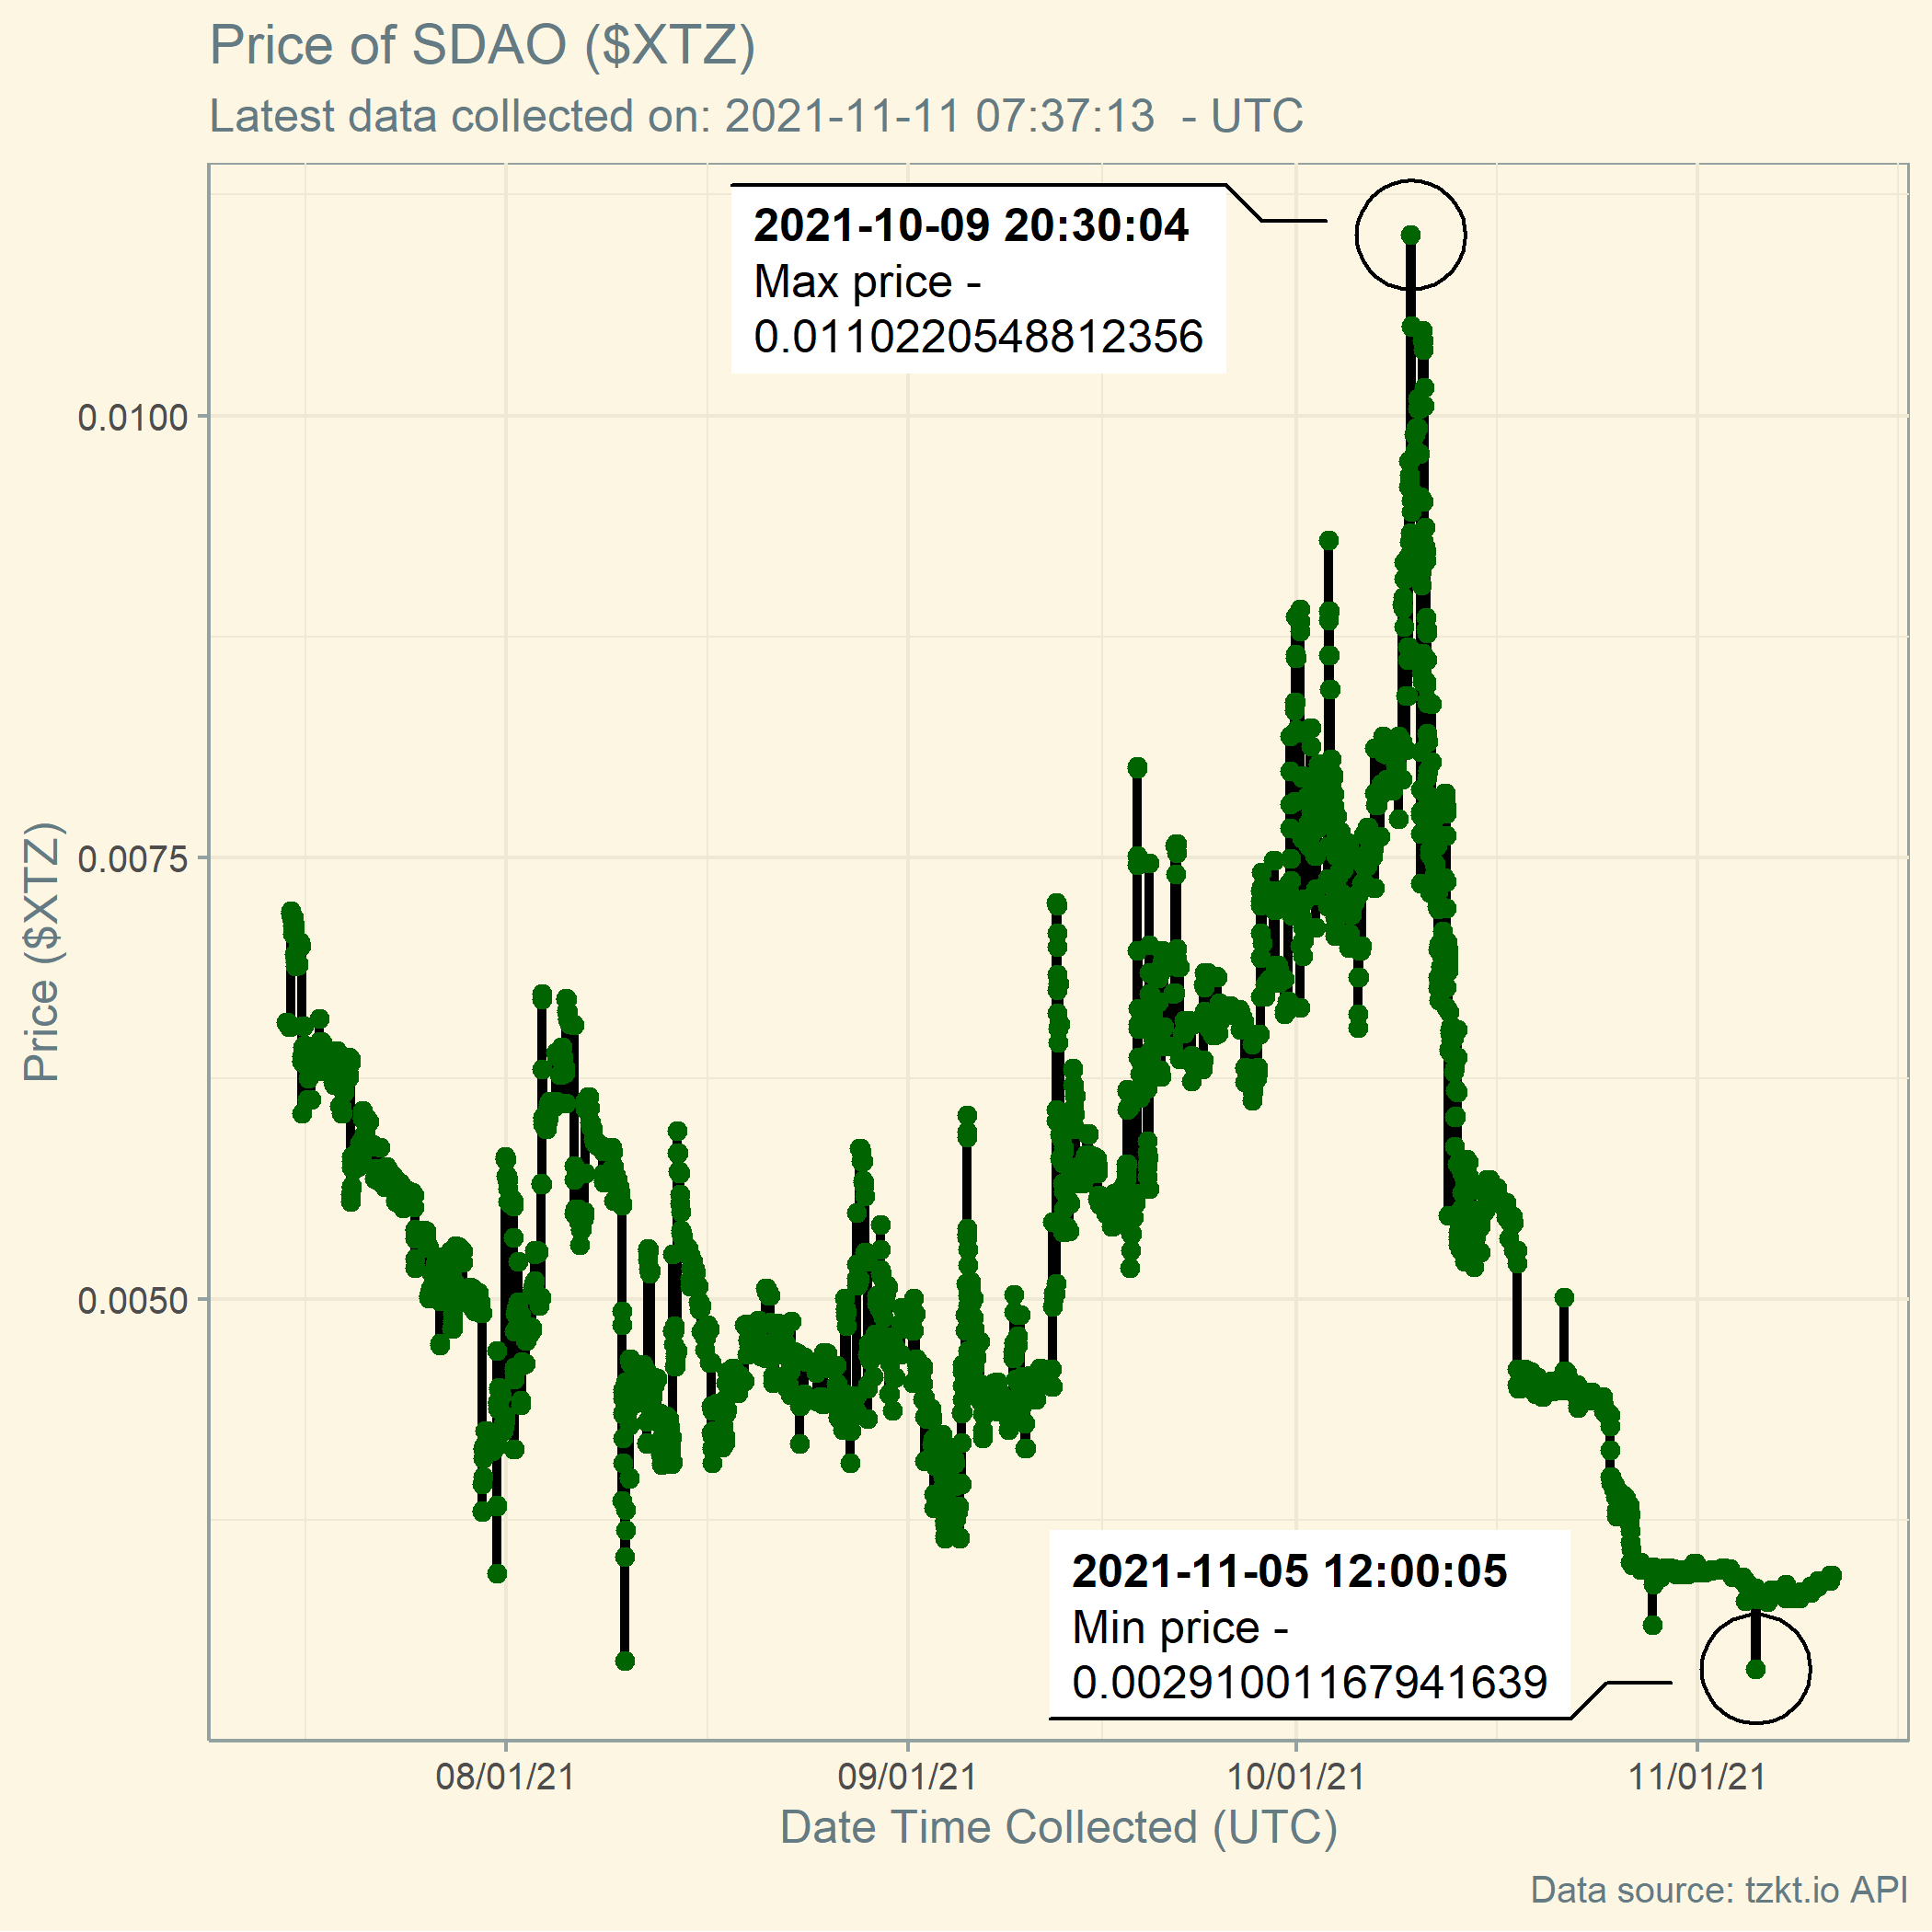 Price of SDAO ($XTZ)
Latest data collected on: 2021-11-11 07:37:13  - UTC
2021-10-09 20:30:04
Max price -
0.0110220548812356
0.0100
0.0075
0.0050
Price ($XTZ)
2021-11-05 12:00:05
Min price -
0.00291001167941639
08/01/21
09/01/21
10/01/21
11/01/21
Date Time Collected (UTC)
Data source: tzkt.io API